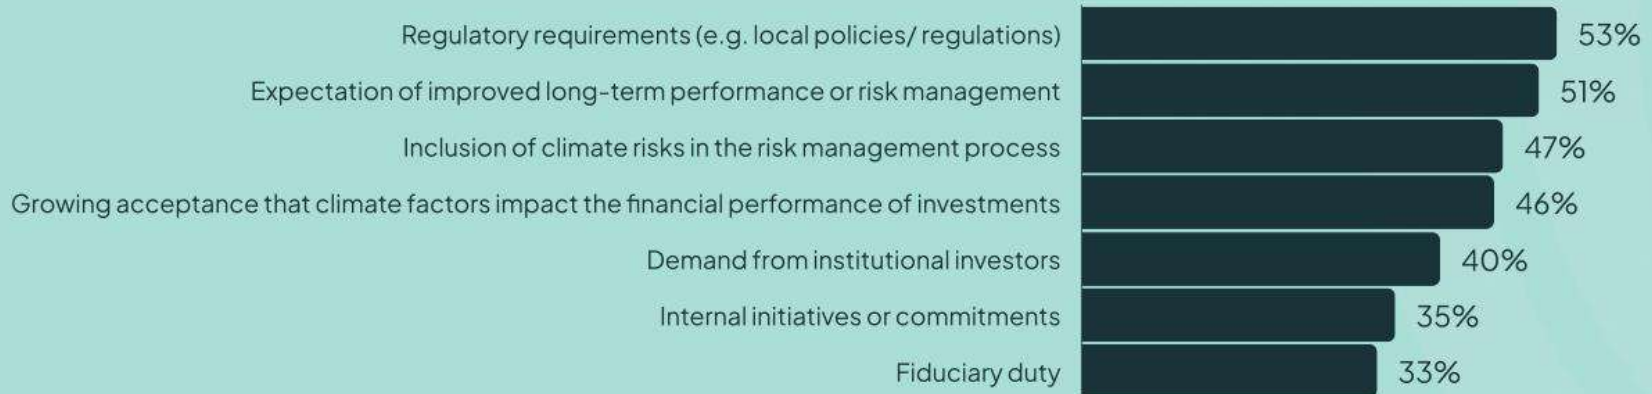 Regulatory requirements (e.g. local policies/ regulations) 53%
Expectation of improved long-term performance or risk management 51%
Inclusion of climate risks in the risk management process 47%
Growing acceptance that climate factors impact the financial performance of investments 46%
Demand from institutional investors 40%
Internal initiatives or commitments 35%
Fiduciary duty 33%